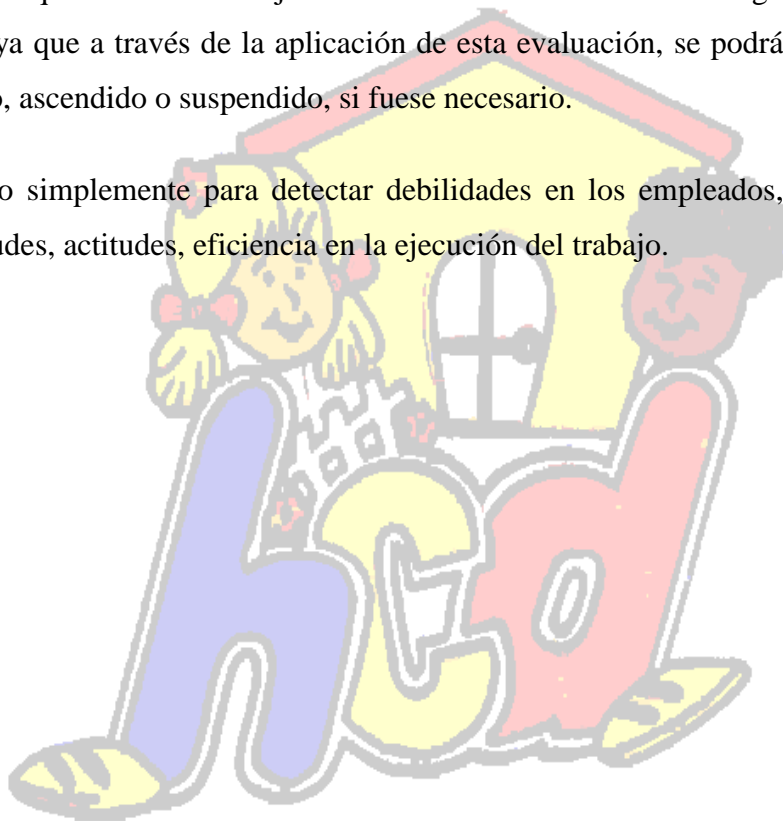 ya que a través de la aplicación de esta evaluación, se podrá
, ascendido o suspendido, si fuese necesario.
o simplemente para detectar debilidades en los empleados,
udes, actitudes, eficiencia en la ejecución del trabajo.
hcd